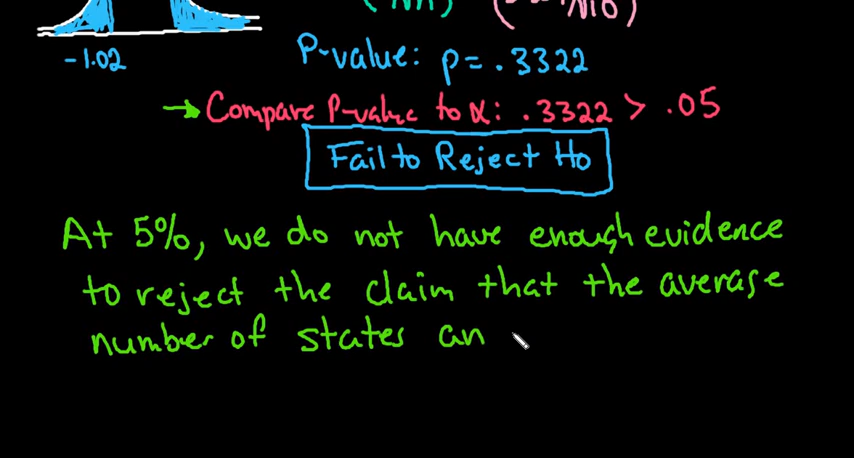 -1.02
P-value: p = .3322
→ Compare P-value to α: .3322 > .05
Fail to Reject Ho
At 5%, we do not have enough evidence
to reject the claim that the average
number of states an